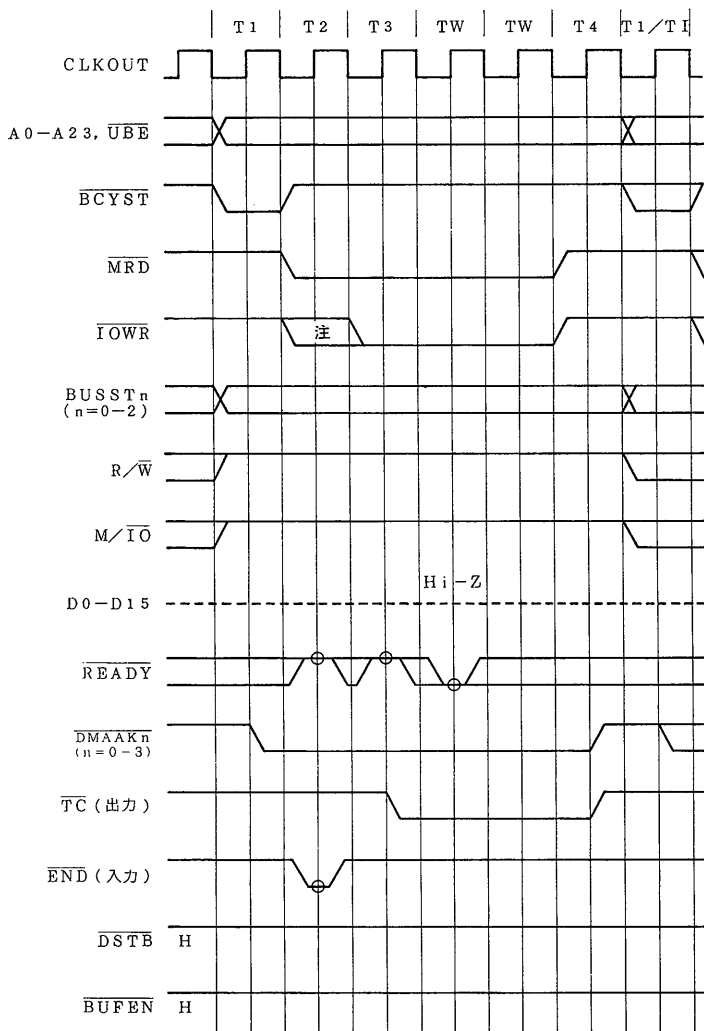 T1 T2 T3 TW TW T4 T1/TI
CLKOUT
A0-A23, UBE
BCYST
MRD
IOWR
注
BUSSTn
(n=0-2)
R/W
M/IO
Hi-Z
D0-D15
READY
DMAAKn
(n=0-3)
TC(出力)
END(入力)
DSTB H
BUFEN H